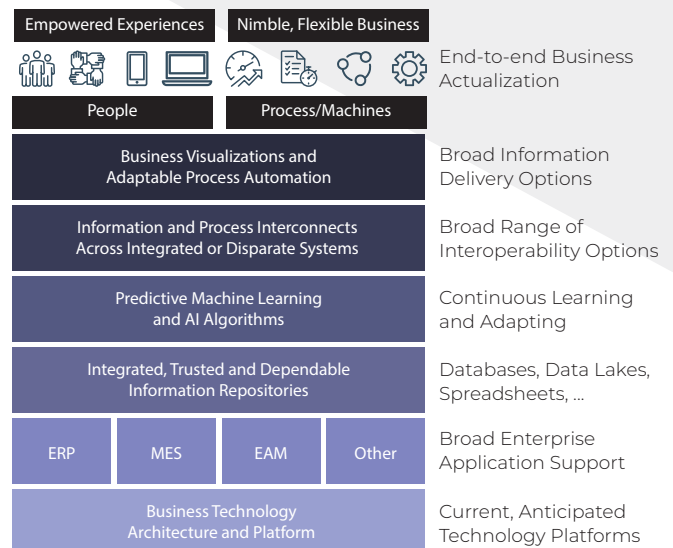 Empowered Experiences
Nimble, Flexible Business
End-to-end Business
Actualization
People
Process/Machines
Business Visualizations and
Adaptable Process Automation
Broad Information
Delivery Options
Information and Process Interconnects
Across Integrated or Disparate Systems
Broad Range of
Interoperability Options
Predictive Machine Learning
and AI Algorithms
Continuous Learning
and Adapting
Integrated, Trusted and Dependable
Information Repositories
Databases, Data Lakes,
Spreadsheets, ...
ERP
MES
EAM
Other
Broad Enterprise
Application Support
Business Technology
Architecture and Platform
Current, Anticipated
Technology Platforms